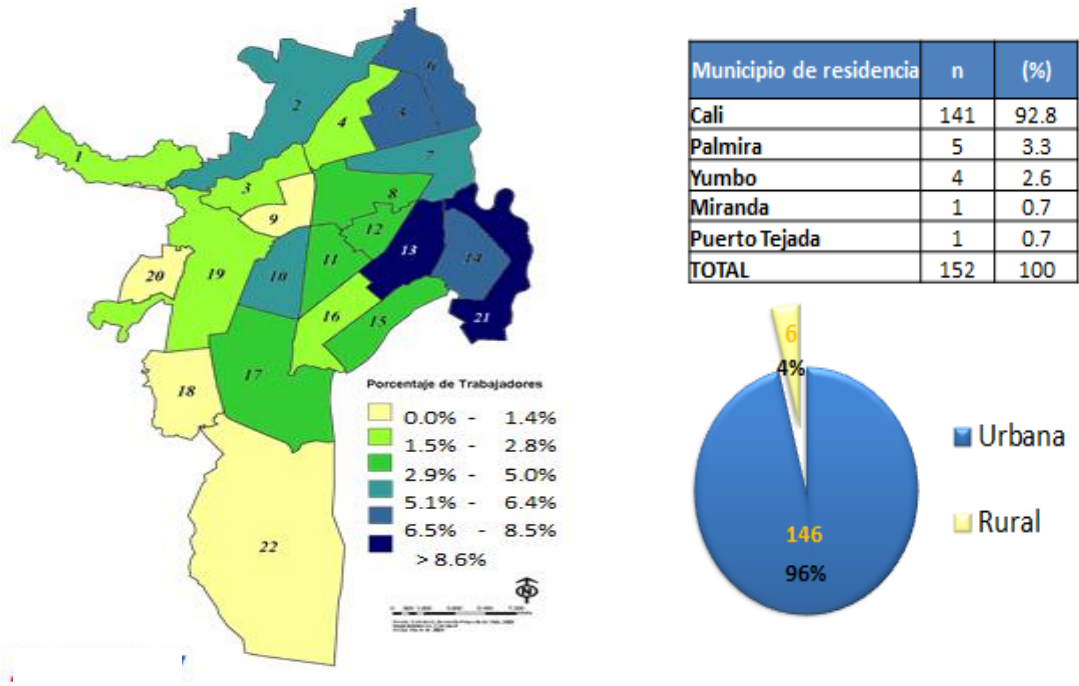 6
2
4
5
7
1
3
8
9
12
13
14
20
19
10
11
16
15
21
18
17
22
Porcentaje de Trabajadores
0.0% - 1.4%
1.5% - 2.8%
2.9% - 5.0%
5.1% - 6.4%
6.5% - 8.5%
> 8.6%
N
Municipio de residencia n (%)
Cali 141 92.8
Palmira 5 3.3
Yumbo 4 2.6
Miranda 1 0.7
Puerto Tejada 1 0.7
TOTAL 152 100
6
4%
146
96%
Urbana
Rural